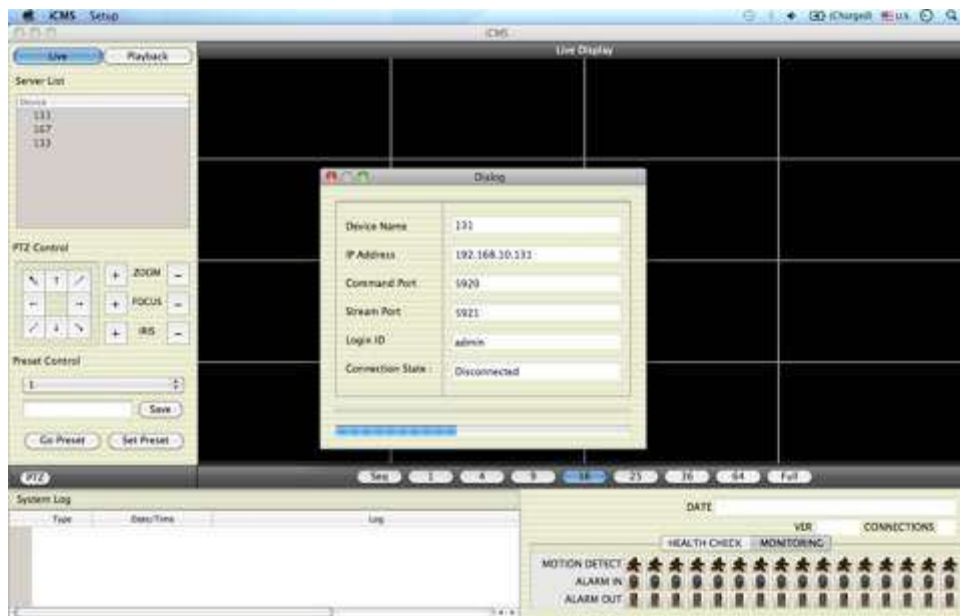 iCMS Setup (Charged) U.S.
iCMS
Live Playback
Live Display
Server List
Device
131
167
133
Dialog
Device Name 131
IP Address 192.168.10.131
Command Port 5920
Stream Port 5921
Login ID admin
Connection State : Disconnected
PTZ Control
+ ZOOM -
+ FOCUS -
+ IRIS -
Preset Control
1
Save
Go Preset Set Preset
PTZ
Seq 1 4 9 16 25 36 64 Full
System Log
Type Date/Time Log
DATE
VER CONNECTIONS
HEALTH CHECK MONITORING
MOTION DETECT
ALARM IN
ALARM OUT